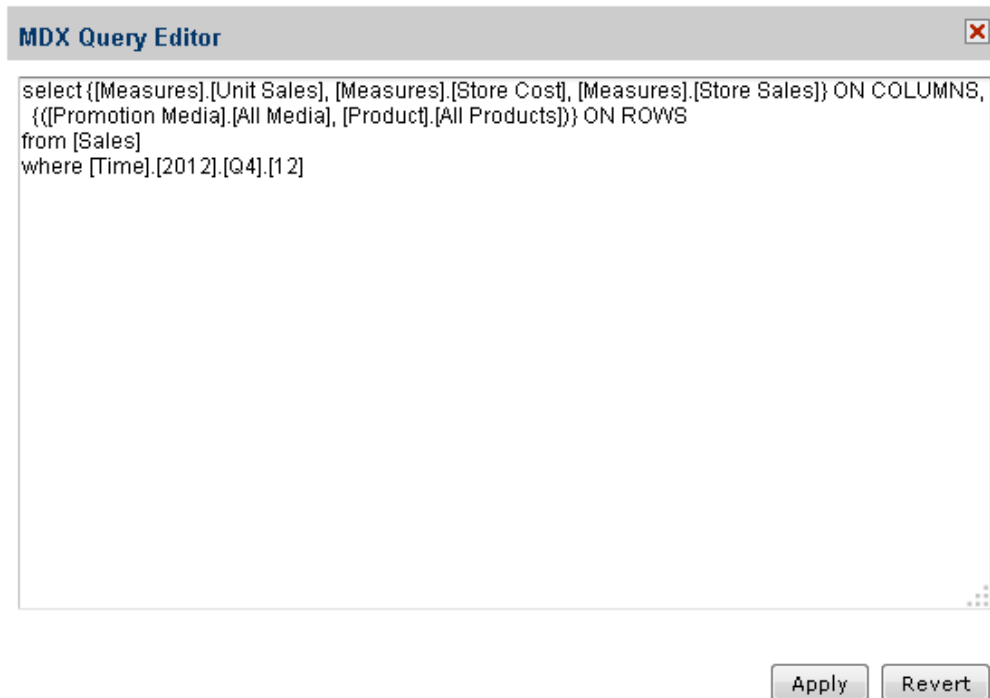 MDX Query Editor
select {[Measures].[Unit Sales], [Measures].[Store Cost], [Measures].[Store Sales]} ON COLUMNS,
{([Promotion Media].[All Media], [Product].[All Products])} ON ROWS
from [Sales]
where [Time].[2012].[Q4].[12]
Apply Revert